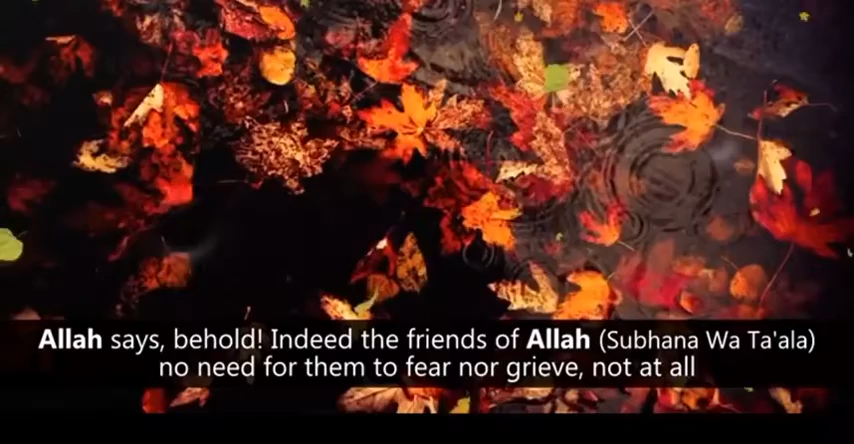 Allah says, behold! Indeed the friends of Allah (Subhana Wa Ta'ala)
no need for them to fear nor grieve, not at all